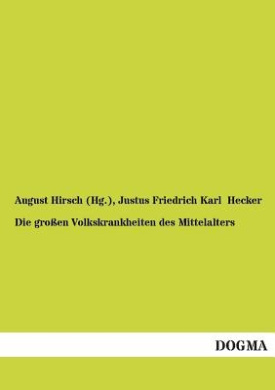 August Hirsch (Hg.), Justus Friedrich Karl Hecker
Die großen Volkskrankheiten des Mittelalters
DOGMA